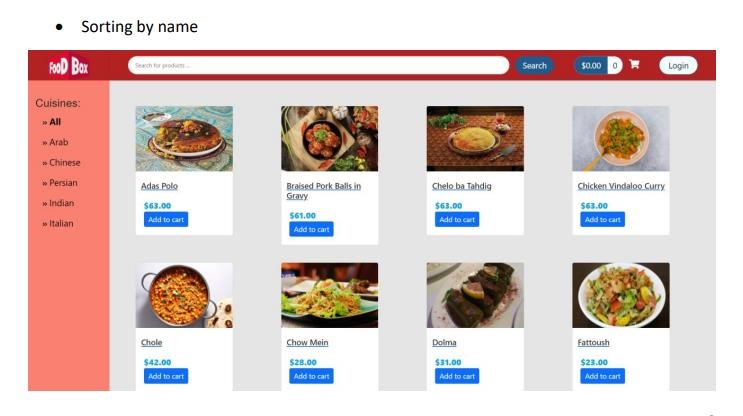 • Sorting by name
FooD Box
Search for products ...
Search
$0.00 0
Login
Cuisines:
» All
» Arab
» Chinese
» Persian
» Indian
» Italian
Adas Polo
$63.00
Add to cart
Braised Pork Balls in
Gravy
$61.00
Add to cart
Chelo ba Tahdig
$63.00
Add to cart
Chicken Vindaloo Curry
$63.00
Add to cart
Chole
$42.00
Add to cart
Chow Mein
$28.00
Add to cart
Dolma
$31.00
Add to cart
Fattoush
$23.00
Add to cart